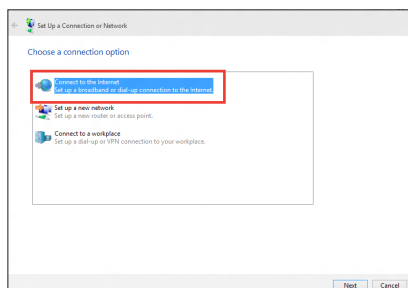 Set Up a Connection or Network
Choose a connection option
Connect to the Internet
Set up a broadband or dial-up connection to the Internet.
Set up a new network
Set up a new router or access point.
Connect to a workplace
Set up a dial-up or VPN connection to your workplace.
Next Cancel